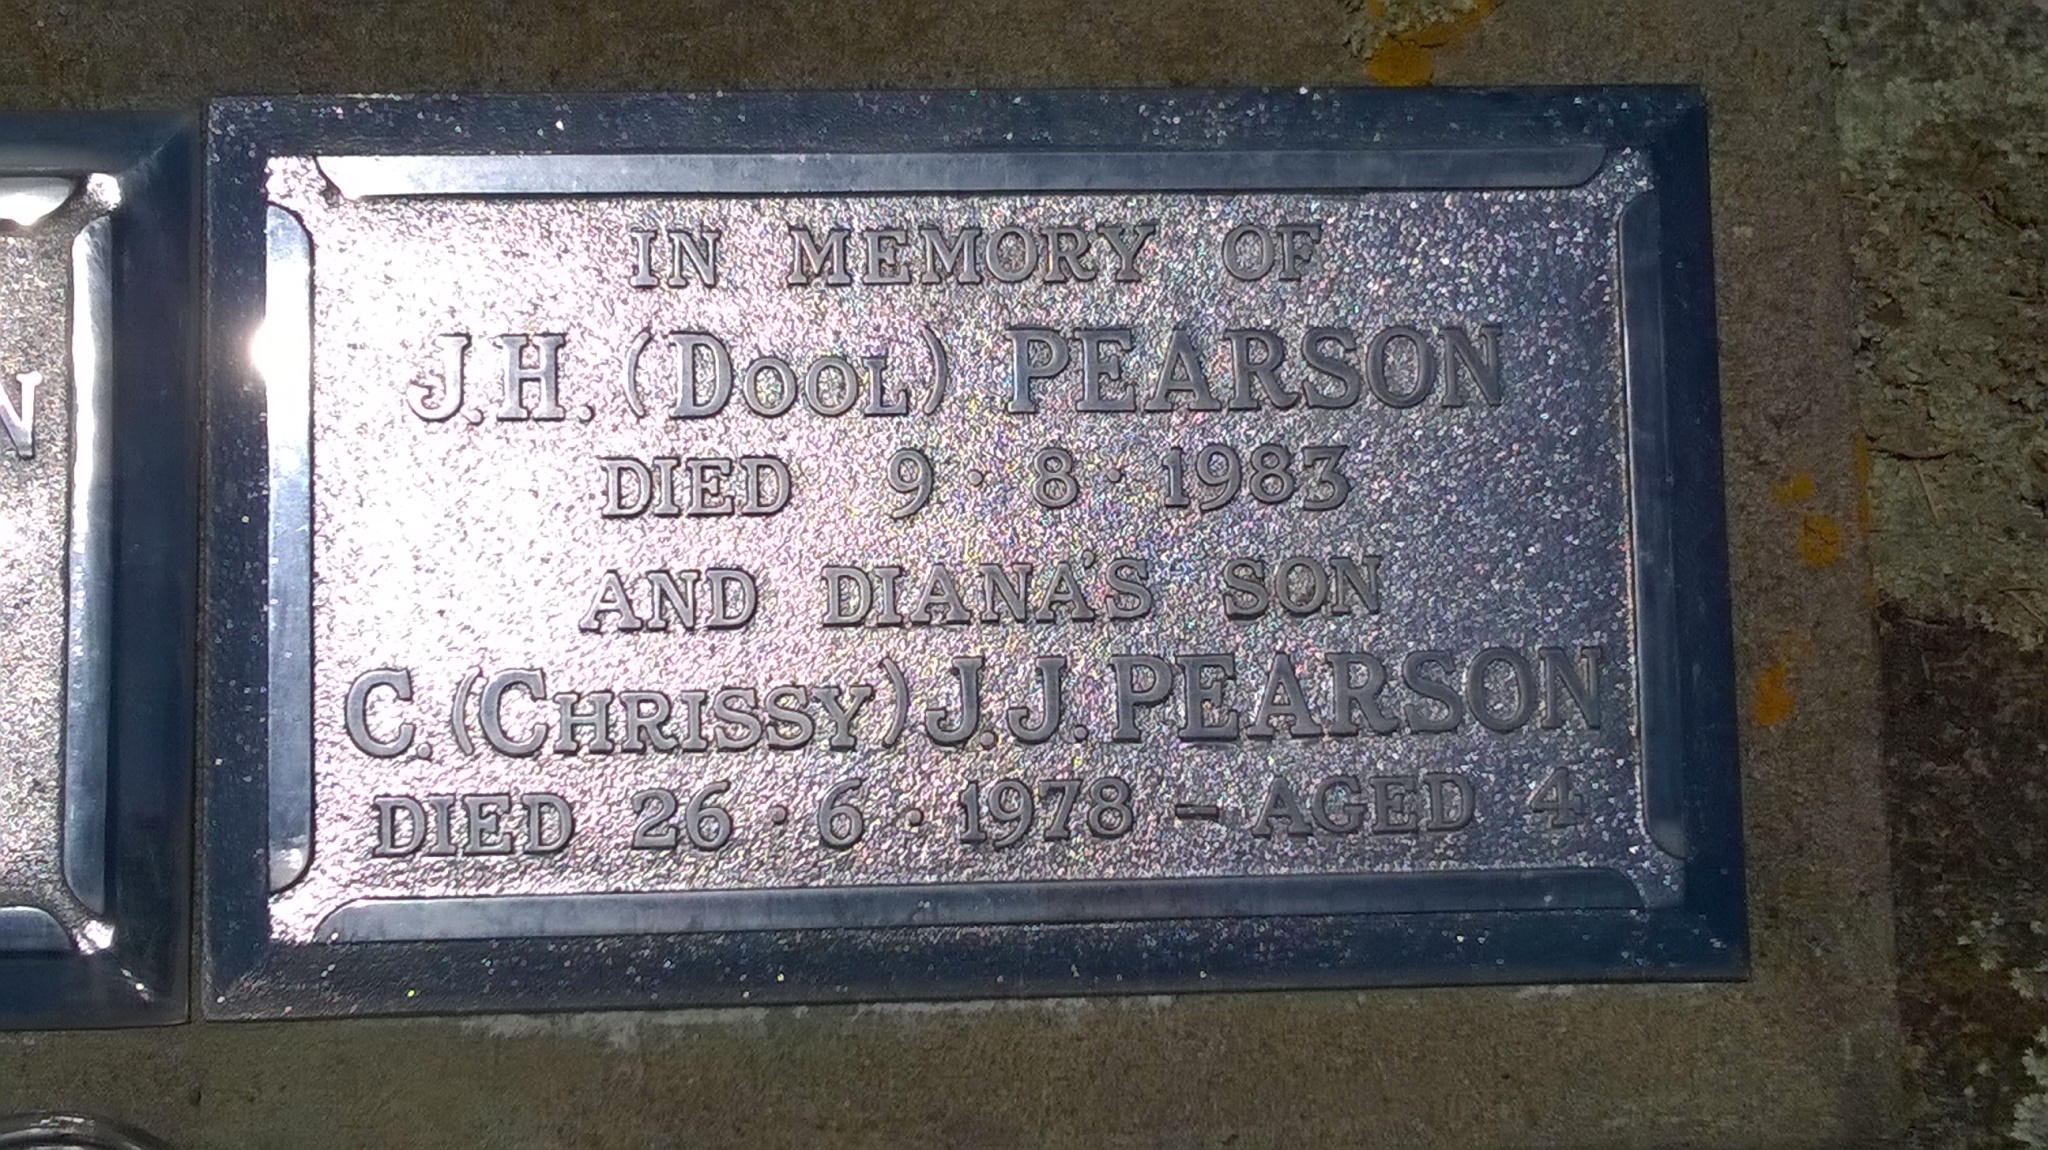 IN MEMORY OF
J.H. (DOOL) PEARSON
DIED 9·8·1983
AND DIANA'S SON
C. (CHRISSY) J.J. PEARSON
DIED 26·6·1978 – AGED 4
N